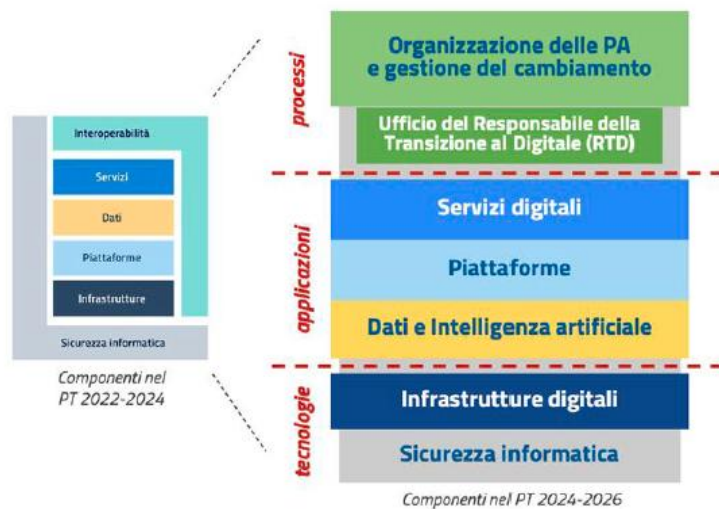 Interoperabilità
Servizi
Dati
Piattaforme
Infrastrutture
Sicurezza informatica
Componenti nel
PT 2022-2024
processi
Organizzazione delle PA
e gestione del cambiamento
Ufficio del Responsabile della
Transizione al Digitale (RTD)
applicazioni
Servizi digitali
Piattaforme
Dati e Intelligenza artificiale
tecnologie
Infrastrutture digitali
Sicurezza informatica
Componenti nel PT 2024-2026